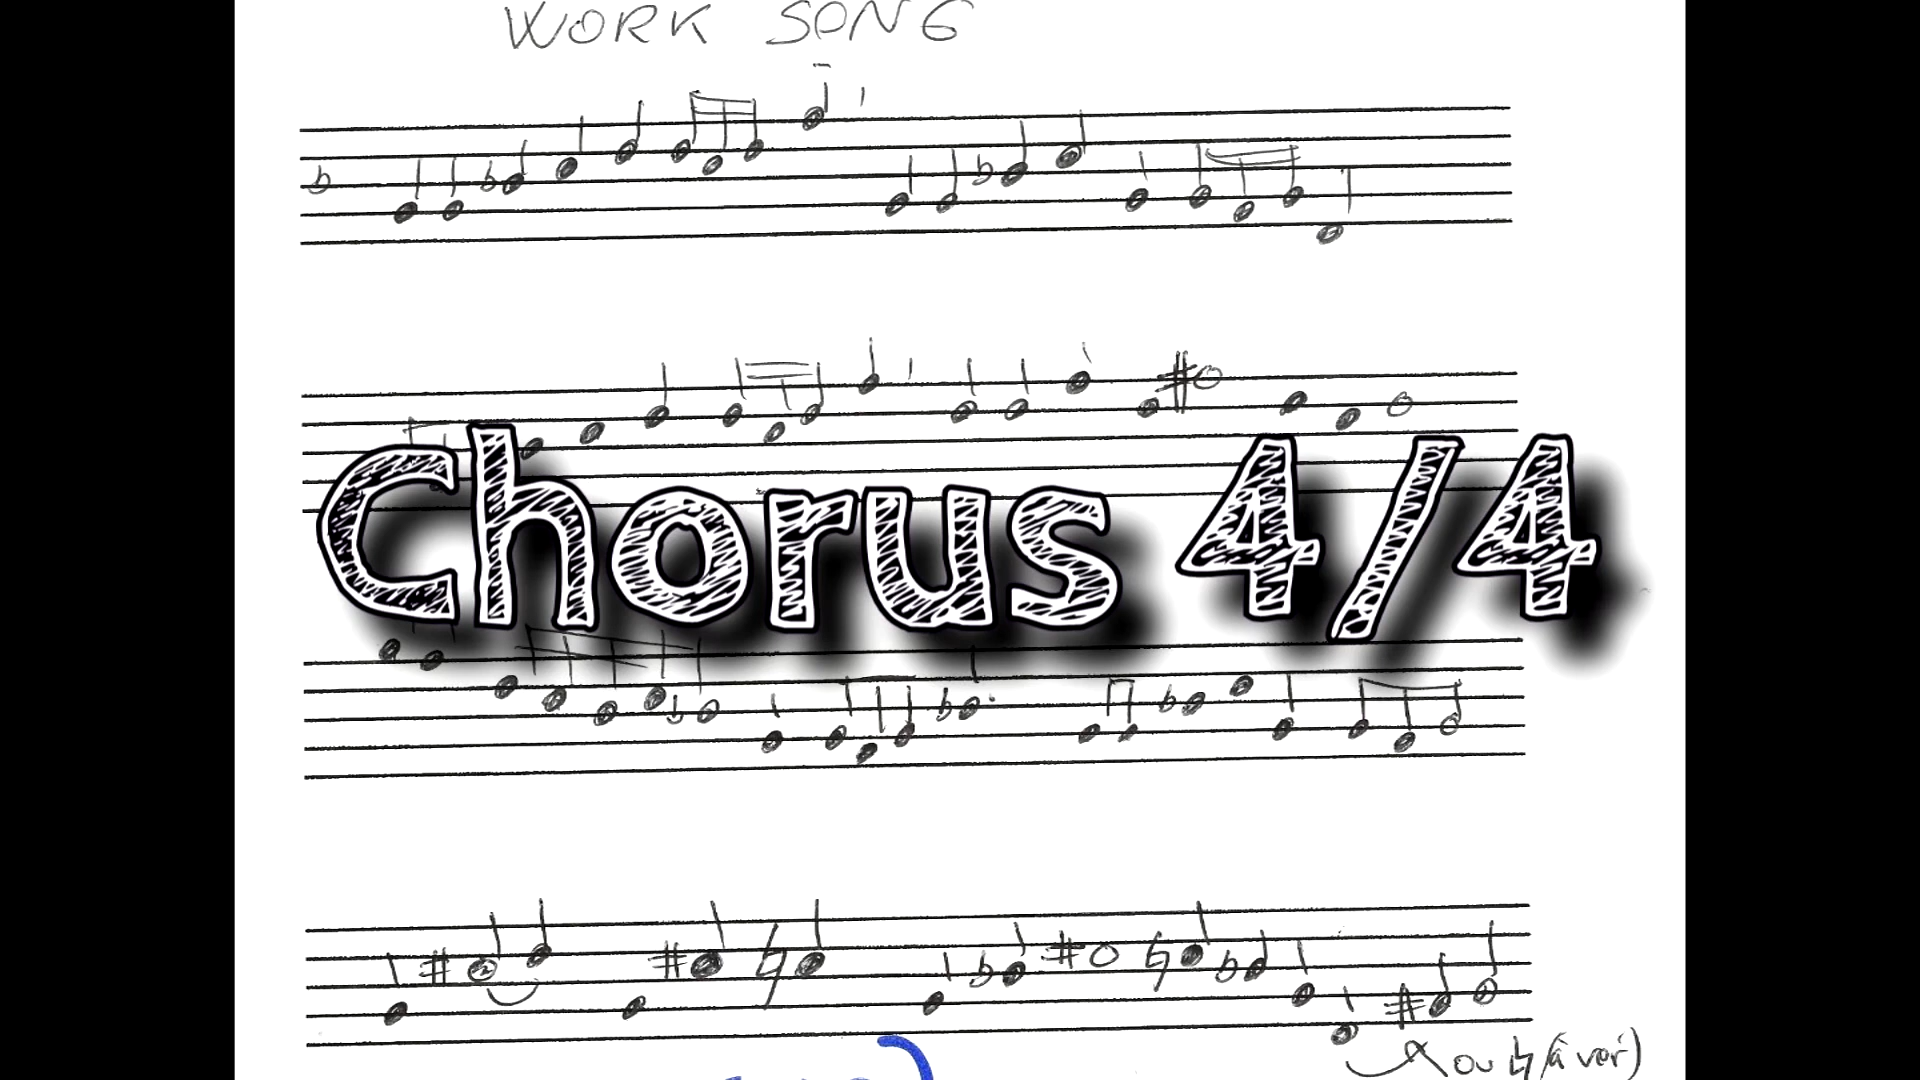 WORK SONG
Chorus 4/4
ou ♮ (à voir)